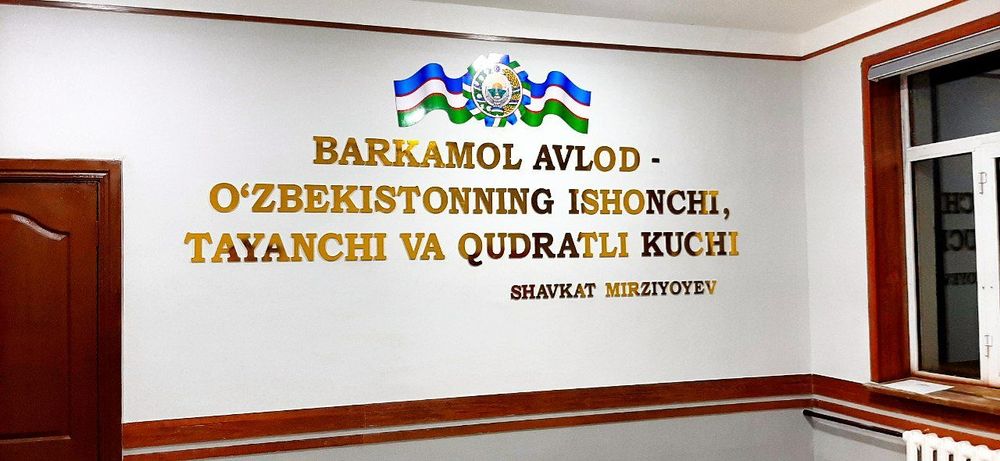 BARKAMOL AVLOD -
O‘ZBEKISTONNING ISHONCHI,
TAYANCHI VA QUDRATLI KUCHI
SHAVKAT MIRZIYOYEV